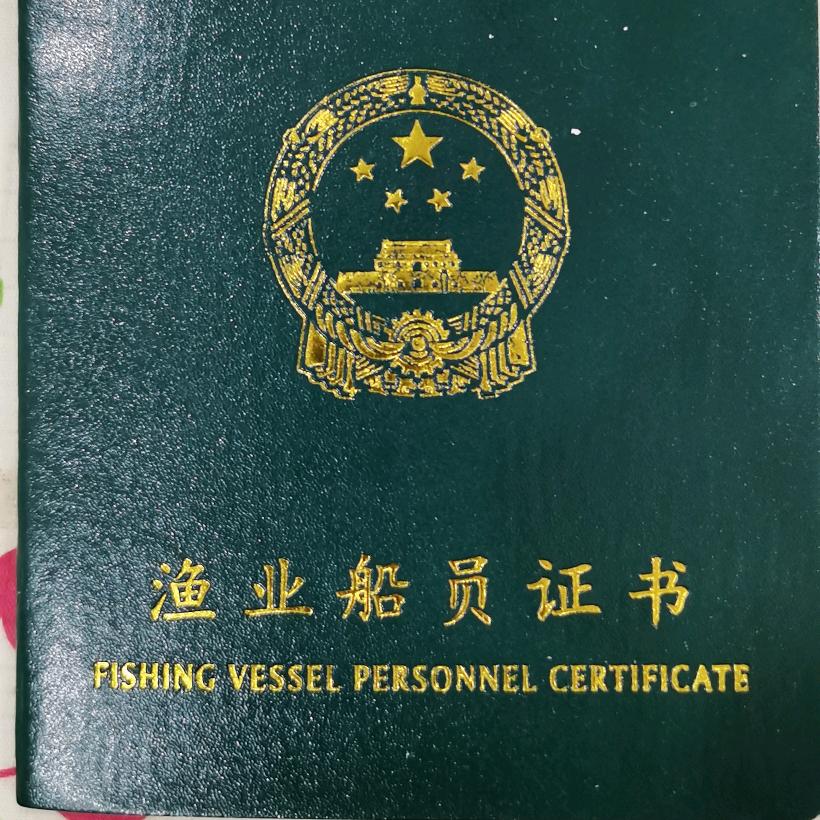 渔业船员证书
FISHING VESSEL PERSONNEL CERTIFICATE